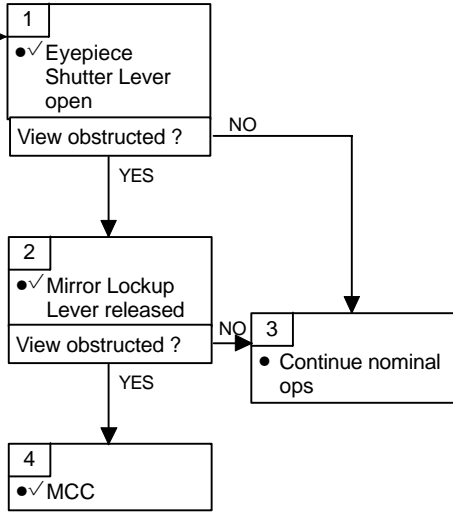 1
●√ Eyepiece
Shutter Lever
open
View obstructed ?
NO
YES
2
●√ Mirror Lockup
Lever released
View obstructed ?
NO
YES
3
● Continue nominal
ops
4
●√ MCC